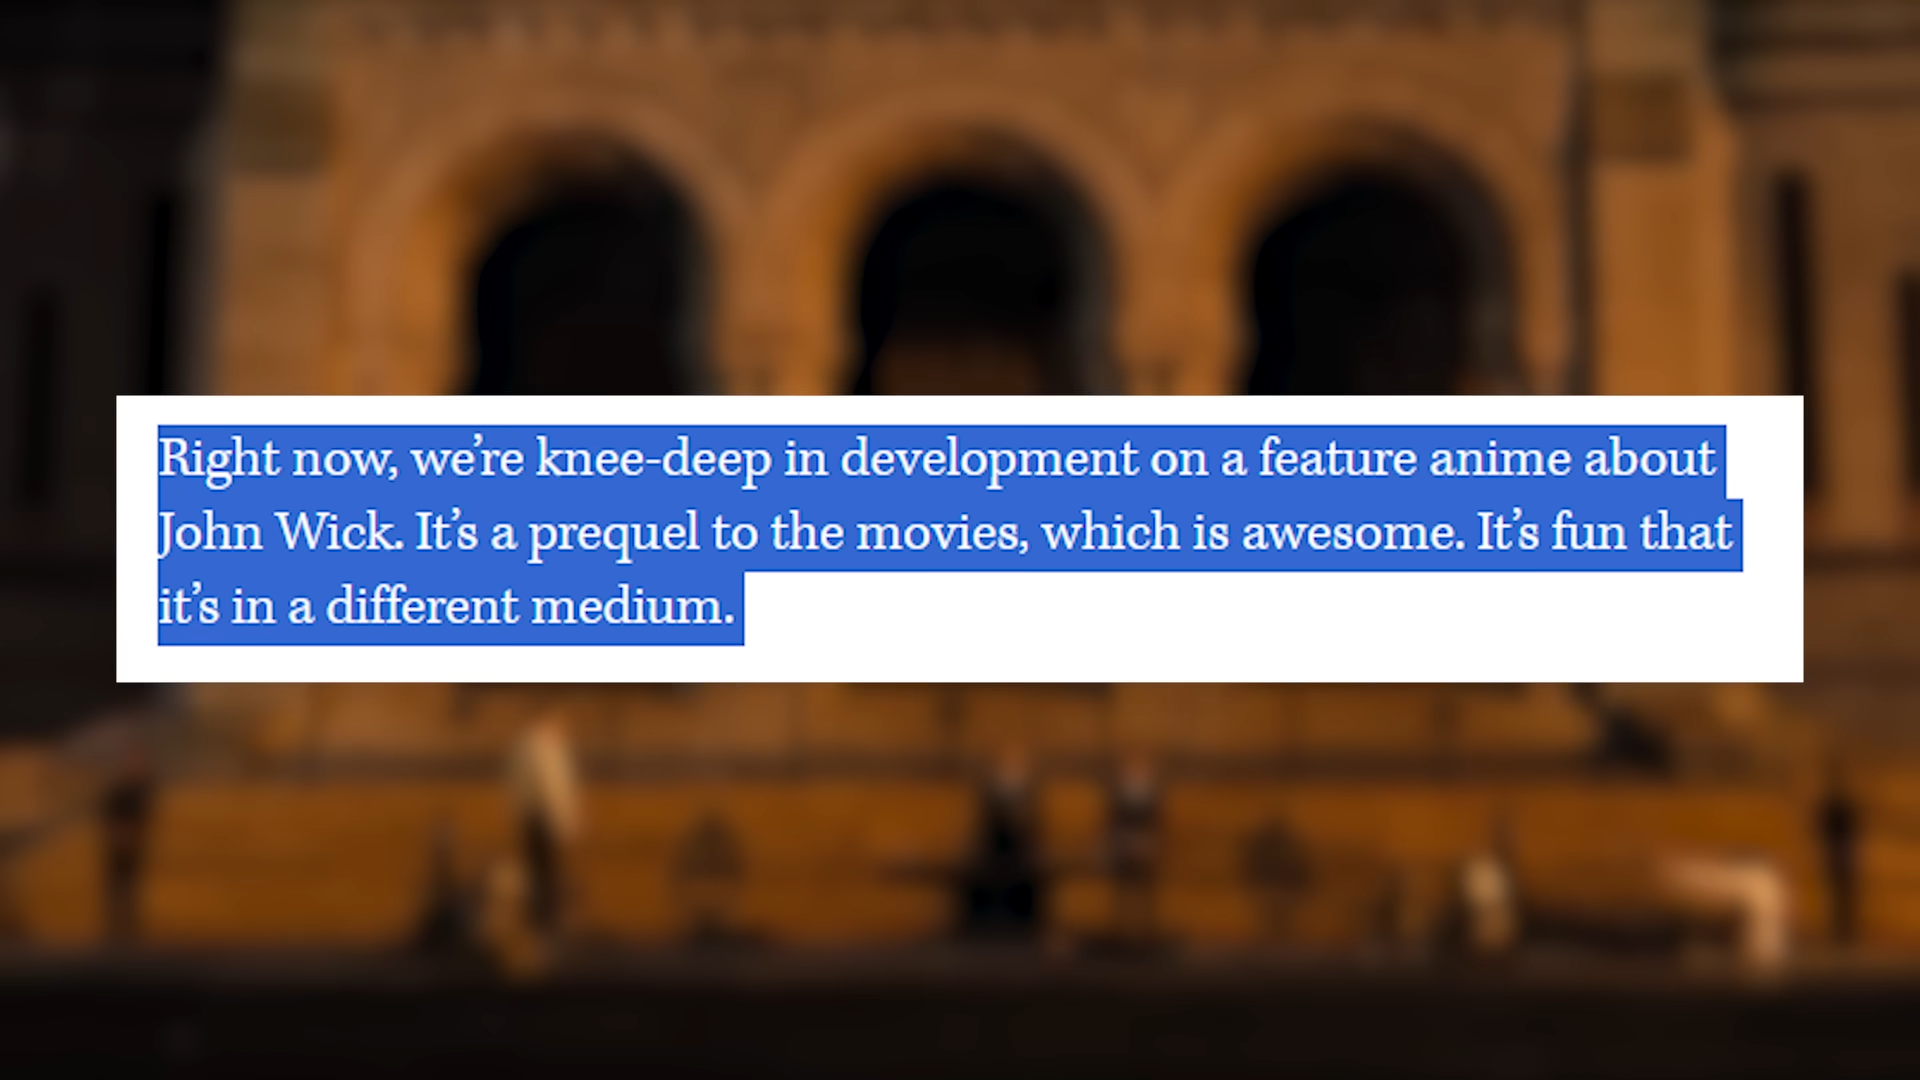 Right now, we’re knee-deep in development on a feature anime about
John Wick. It’s a prequel to the movies, which is awesome. It’s fun that
it’s in a different medium.